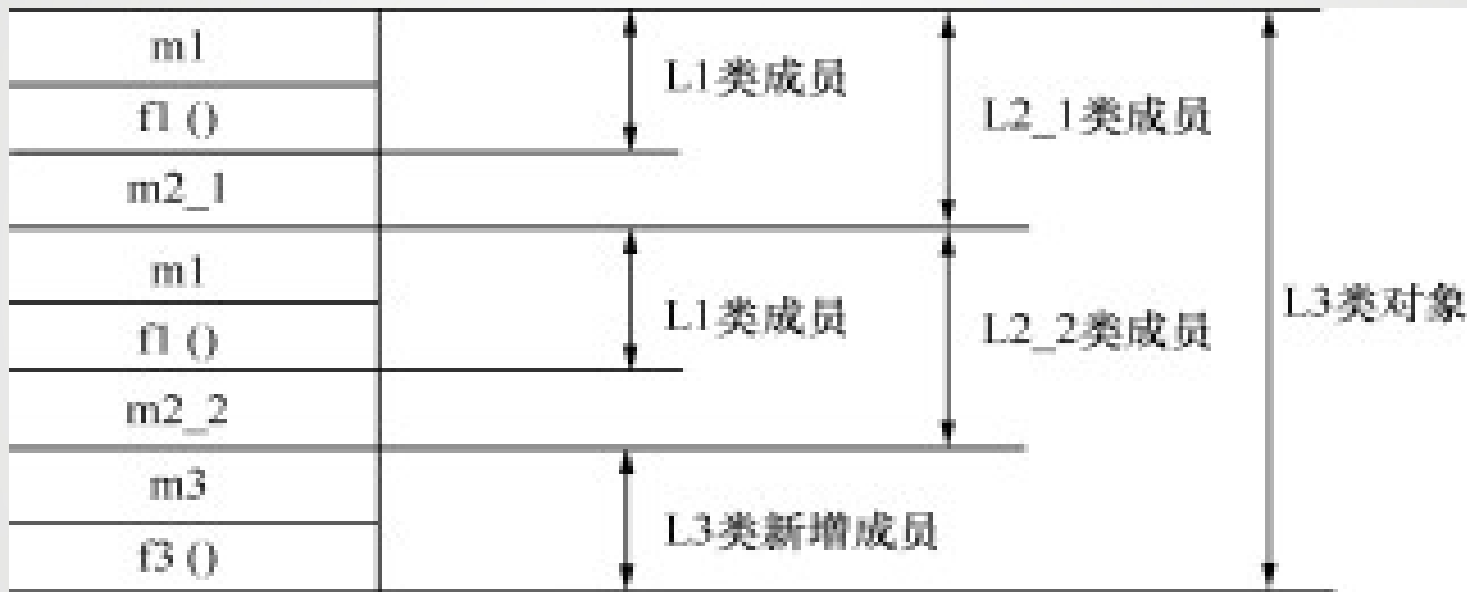 m1
f1 ()
m2_1
m1
f1 ()
m2_2
m3
f3 ()
L1类成员
L2_1类成员
L1类成员
L2_2类成员
L3类新增成员
L3类对象